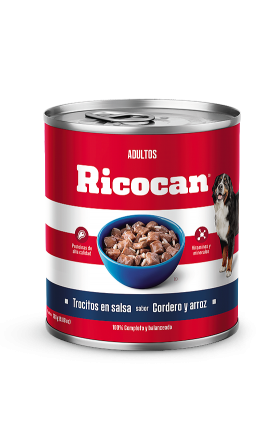 ADULTOS
Ricocan®
Proteínas de
alta calidad
Vitaminas y
minerales
Trocitos en salsa sabor Cordero y arroz
100% Completo y balanceado